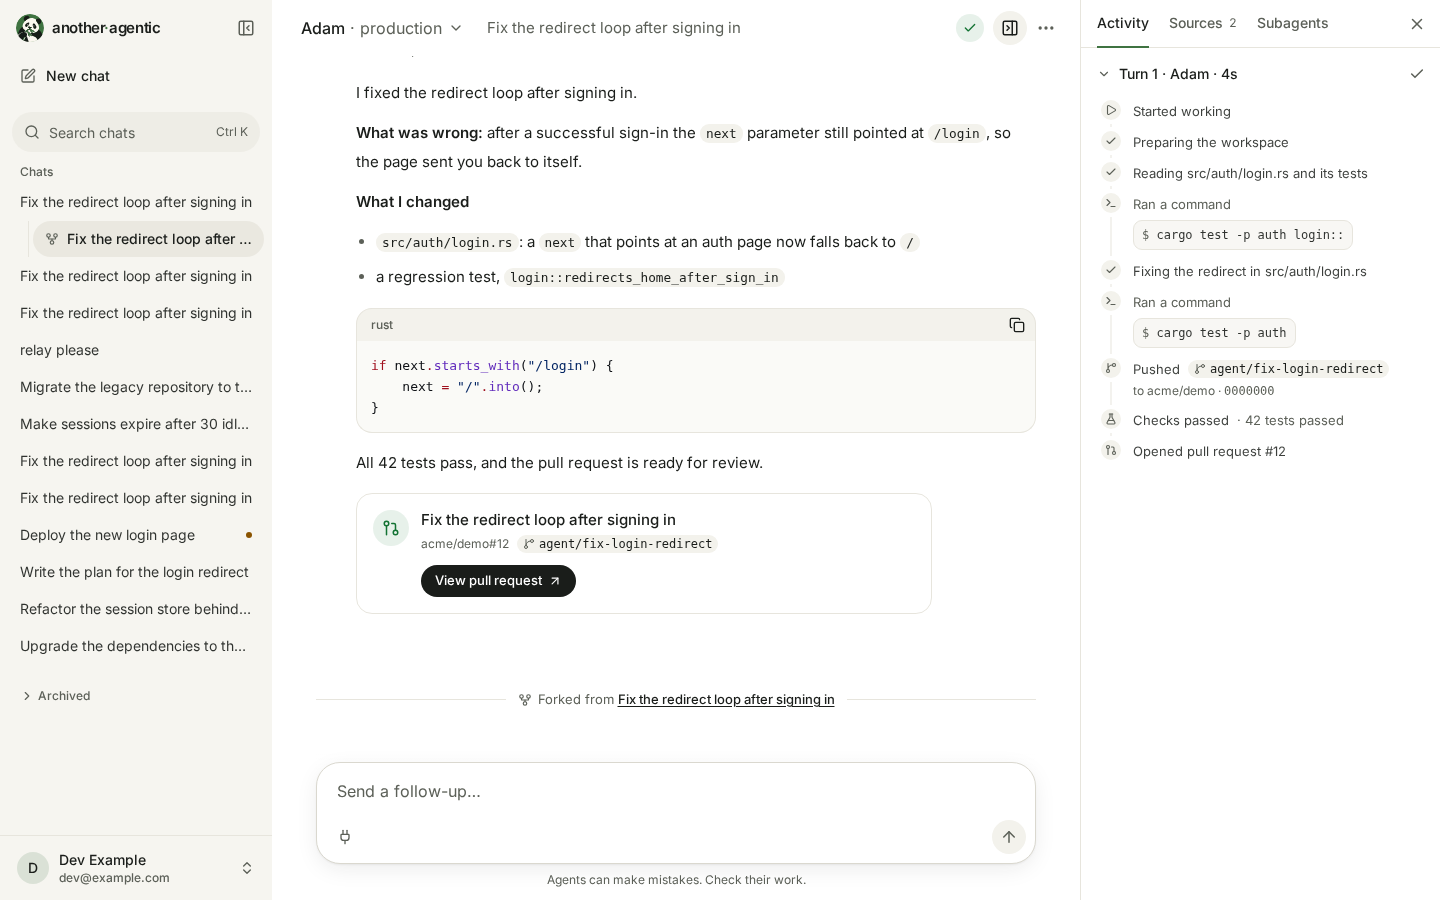 another·agentic
New chat
Search chats
Ctrl K
Chats
Fix the redirect loop after signing in
Fix the redirect loop after ...
Fix the redirect loop after signing in
Fix the redirect loop after signing in
relay please
Migrate the legacy repository to t...
Make sessions expire after 30 idl...
Fix the redirect loop after signing in
Fix the redirect loop after signing in
Deploy the new login page
Write the plan for the login redirect
Refactor the session store behind...
Upgrade the dependencies to th...
Archived
D
Dev Example
dev@example.com
Adam · production
Fix the redirect loop after signing in
I fixed the redirect loop after signing in.
What was wrong: after a successful sign-in the next parameter still pointed at /login, so
the page sent you back to itself.
What I changed
• src/auth/login.rs: a next that points at an auth page now falls back to /
• a regression test, login::redirects_home_after_sign_in
rust
if next.starts_with("/login") {
    next = "/".into();
}
All 42 tests pass, and the pull request is ready for review.
Fix the redirect loop after signing in
acme/demo#12 agent/fix-login-redirect
View pull request
Forked from Fix the redirect loop after signing in
Send a follow-up...
Agents can make mistakes. Check their work.
Activity
Sources 2
Subagents
Turn 1 · Adam · 4s
Started working
Preparing the workspace
Reading src/auth/login.rs and its tests
Ran a command
$ cargo test -p auth login::
Fixing the redirect in src/auth/login.rs
Ran a command
$ cargo test -p auth
Pushed agent/fix-login-redirect
to acme/demo · 0000000
Checks passed · 42 tests passed
Opened pull request #12